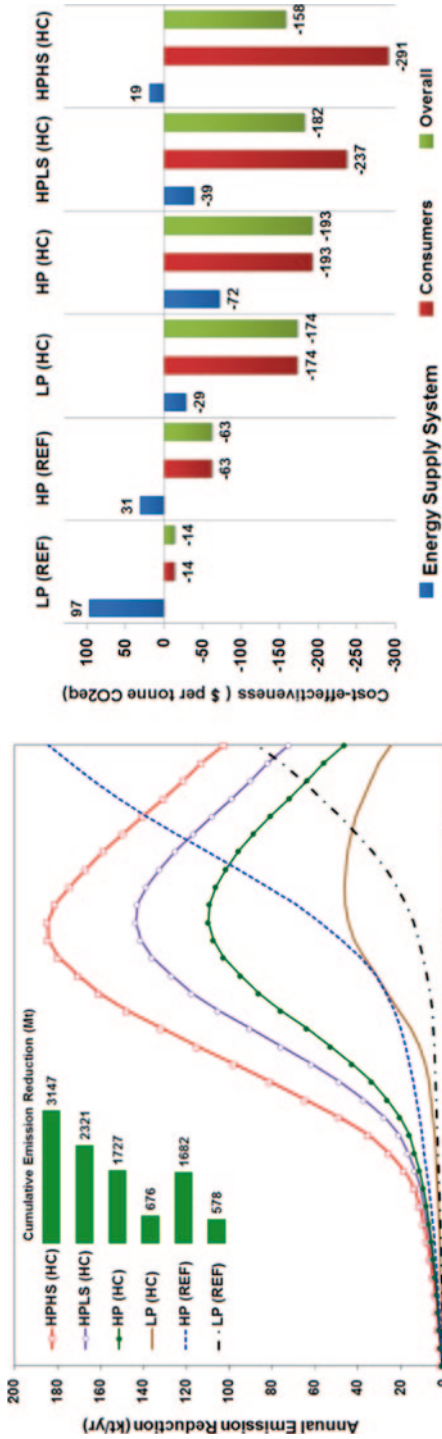 Annual Emission Reduction (kt/yr)
200
180
160
140
120
100
80
60
40
20
0
Cumulative Emission Reduction (Mt)
HPHS (HC) 3147
HPLS (HC) 2321
HP (HC) 1727
LP (HC) 676
HP (REF) 1682
LP (REF) 578
Cost-effectiveness ( $ per tonne CO2eq)
100
50
0
-50
-100
-150
-200
-250
-300
LP (REF) HP (REF) LP (HC) HP (HC) HPLS (HC) HPHS (HC)
97 -14 -14
31 -63 -63
-29 -174 -174
-72 -193 -193
-39 -237 -182
19 -291 -158
Energy Supply System Consumers Overall